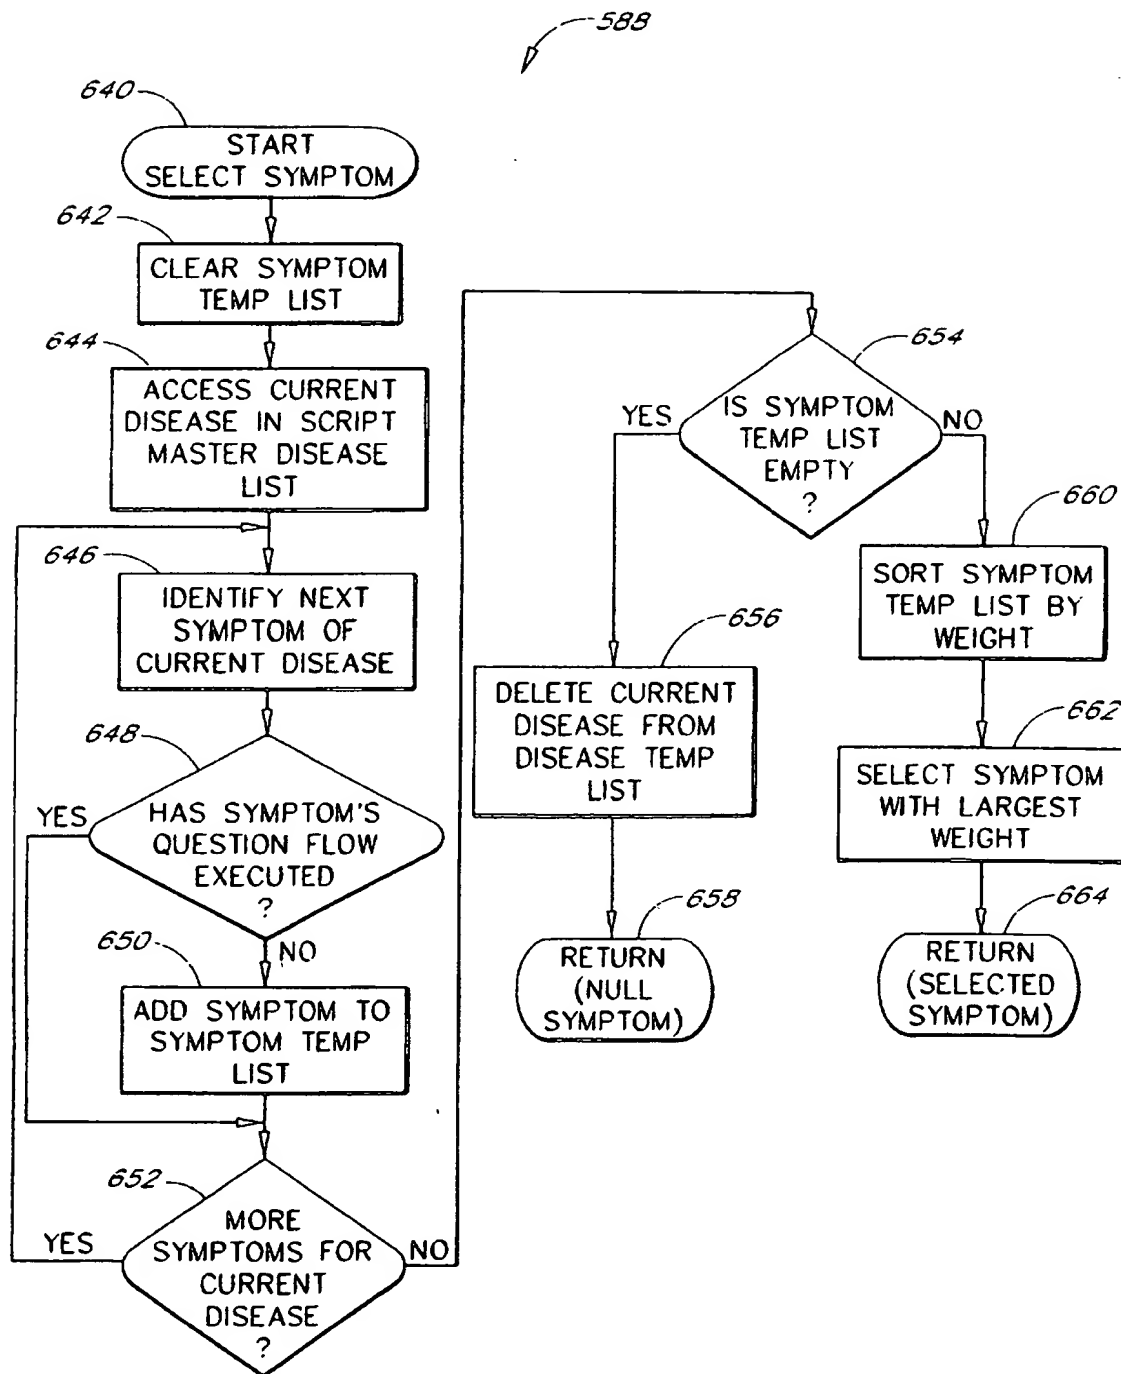 588
640
START
SELECT SYMPTOM
642
CLEAR SYMPTOM
TEMP LIST
644
ACCESS CURRENT
DISEASE IN SCRIPT
MASTER DISEASE
LIST
646
IDENTIFY NEXT
SYMPTOM OF
CURRENT DISEASE
648
YES
HAS SYMPTOM'S
QUESTION FLOW
EXECUTED
?
NO
650
ADD SYMPTOM TO
SYMPTOM TEMP
LIST
652
YES
MORE
SYMPTOMS FOR
CURRENT
DISEASE
?
NO
654
YES
IS SYMPTOM
TEMP LIST
EMPTY
?
NO
656
DELETE CURRENT
DISEASE FROM
DISEASE TEMP
LIST
658
RETURN
(NULL
SYMPTOM)
660
SORT SYMPTOM
TEMP LIST BY
WEIGHT
662
SELECT SYMPTOM
WITH LARGEST
WEIGHT
664
RETURN
(SELECTED
SYMPTOM)